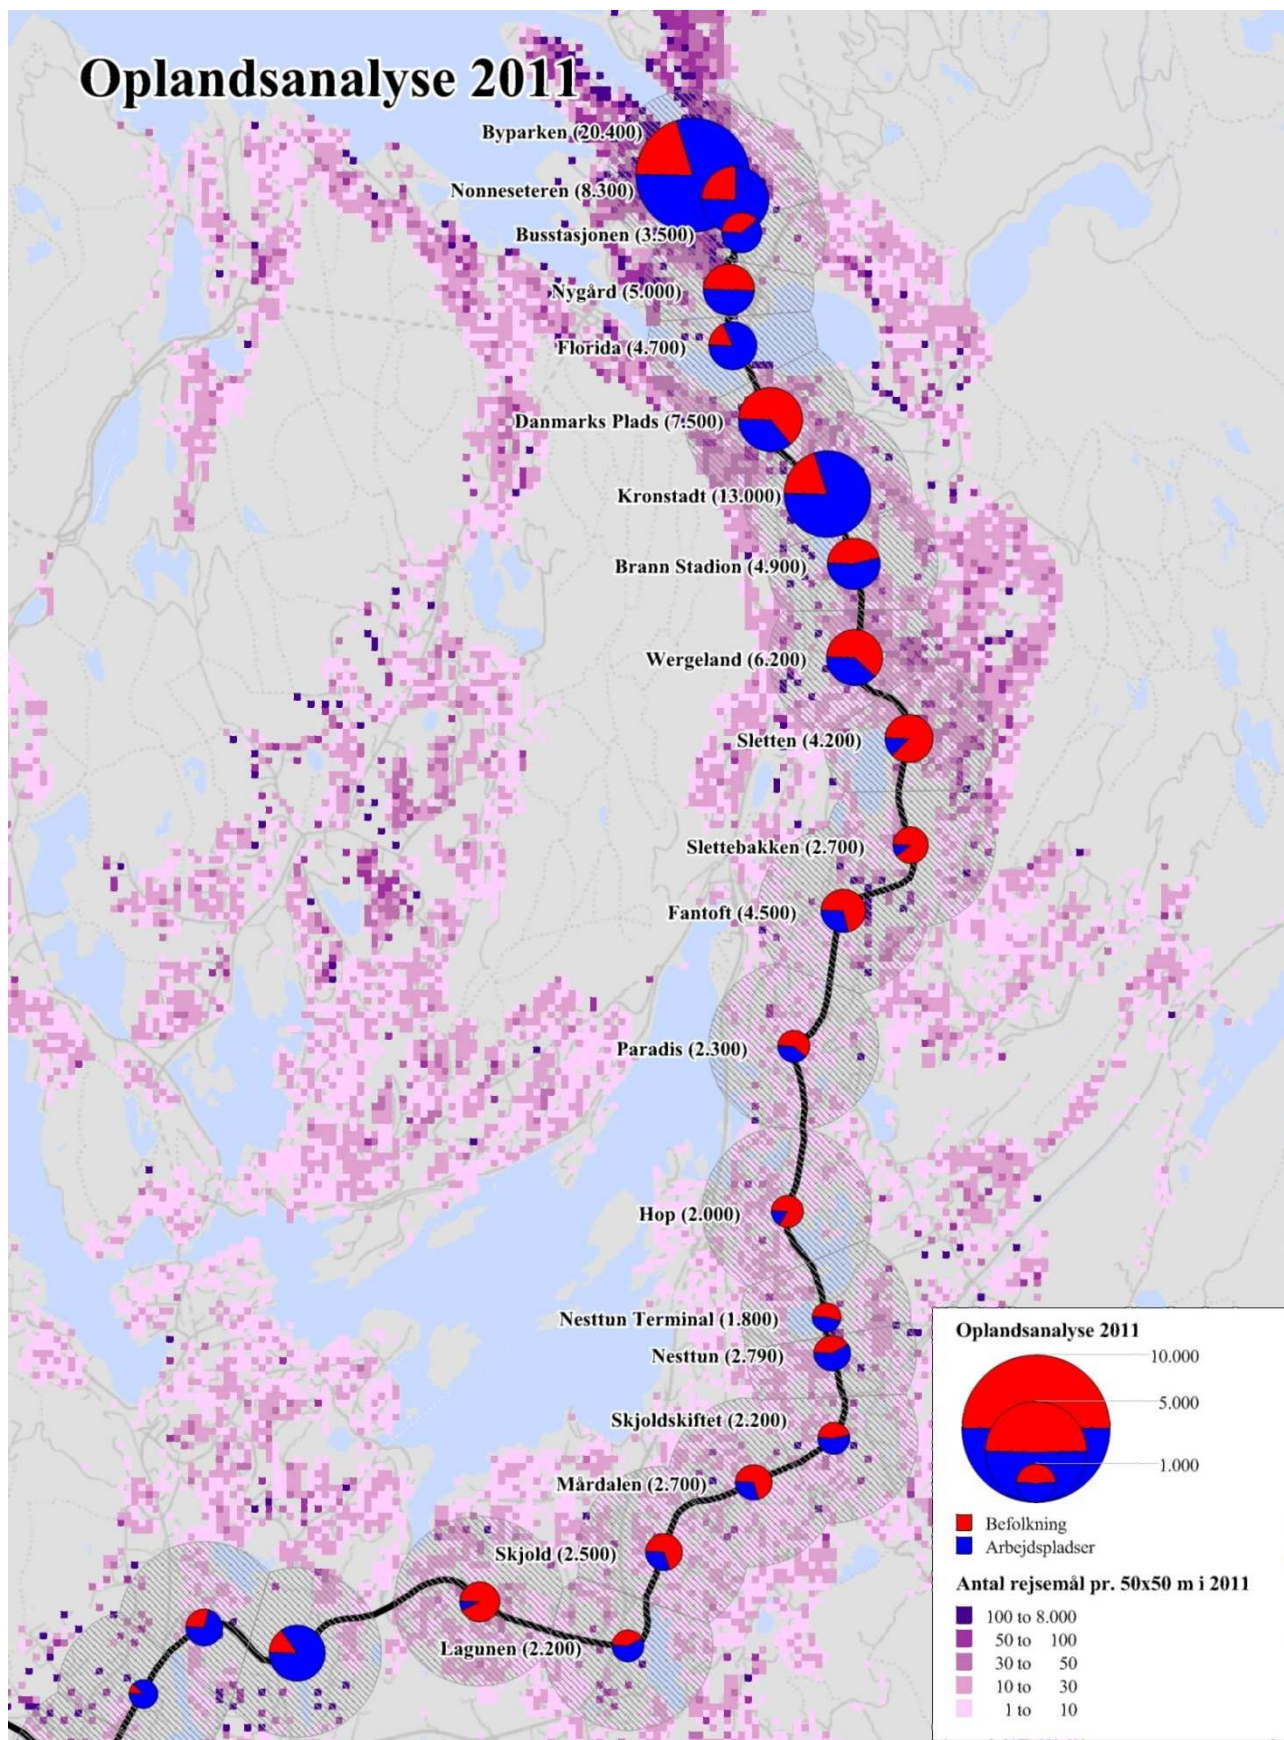 Oplandsanalyse 2011
Byparken (20.400)
Nonneseteren (8.300)
Busstasjonen (3.500)
Nygård (5.000)
Florida (4.700)
Danmarks Plads (7.500)
Kronstadt (13.000)
Brann Stadion (4.900)
Wergeland (6.200)
Sletten (4.200)
Slettebakken (2.700)
Fantoft (4.500)
Paradis (2.300)
Hop (2.000)
Nesttun Terminal (1.800)
Nesttun (2.790)
Skjoldskiftet (2.200)
Mårdalen (2.700)
Skjold (2.500)
Lagunen (2.200)
Oplandsanalyse 2011
10.000
5.000
1.000
Befolkning
Arbejdspladser
Antal rejsemål pr. 50x50 m i 2011
100 to 8.000
50 to 100
30 to 50
10 to 30
1 to 10